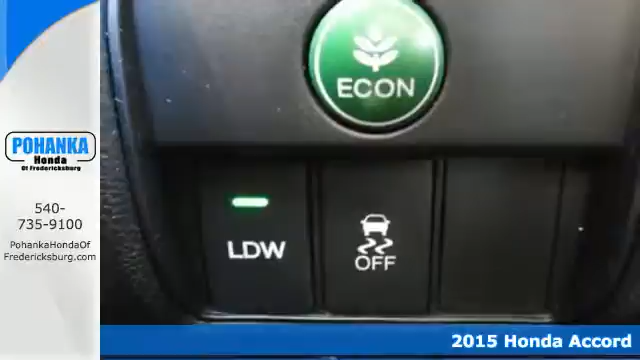 ECON
POHANKA
Honda
Of Fredericksburg
540-
735-9100
PohankaHondaOf
Fredericksburg.com
LDW
OFF
2015 Honda Accord